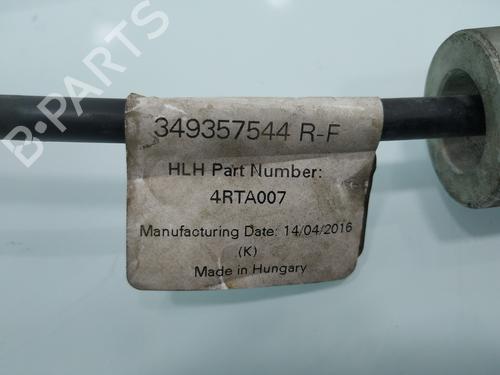 349357544 R-F
HLH Part Number:
4RTA007
Manufacturing Date: 14/04/2016
(K)
Made in Hungary
B-PARTS